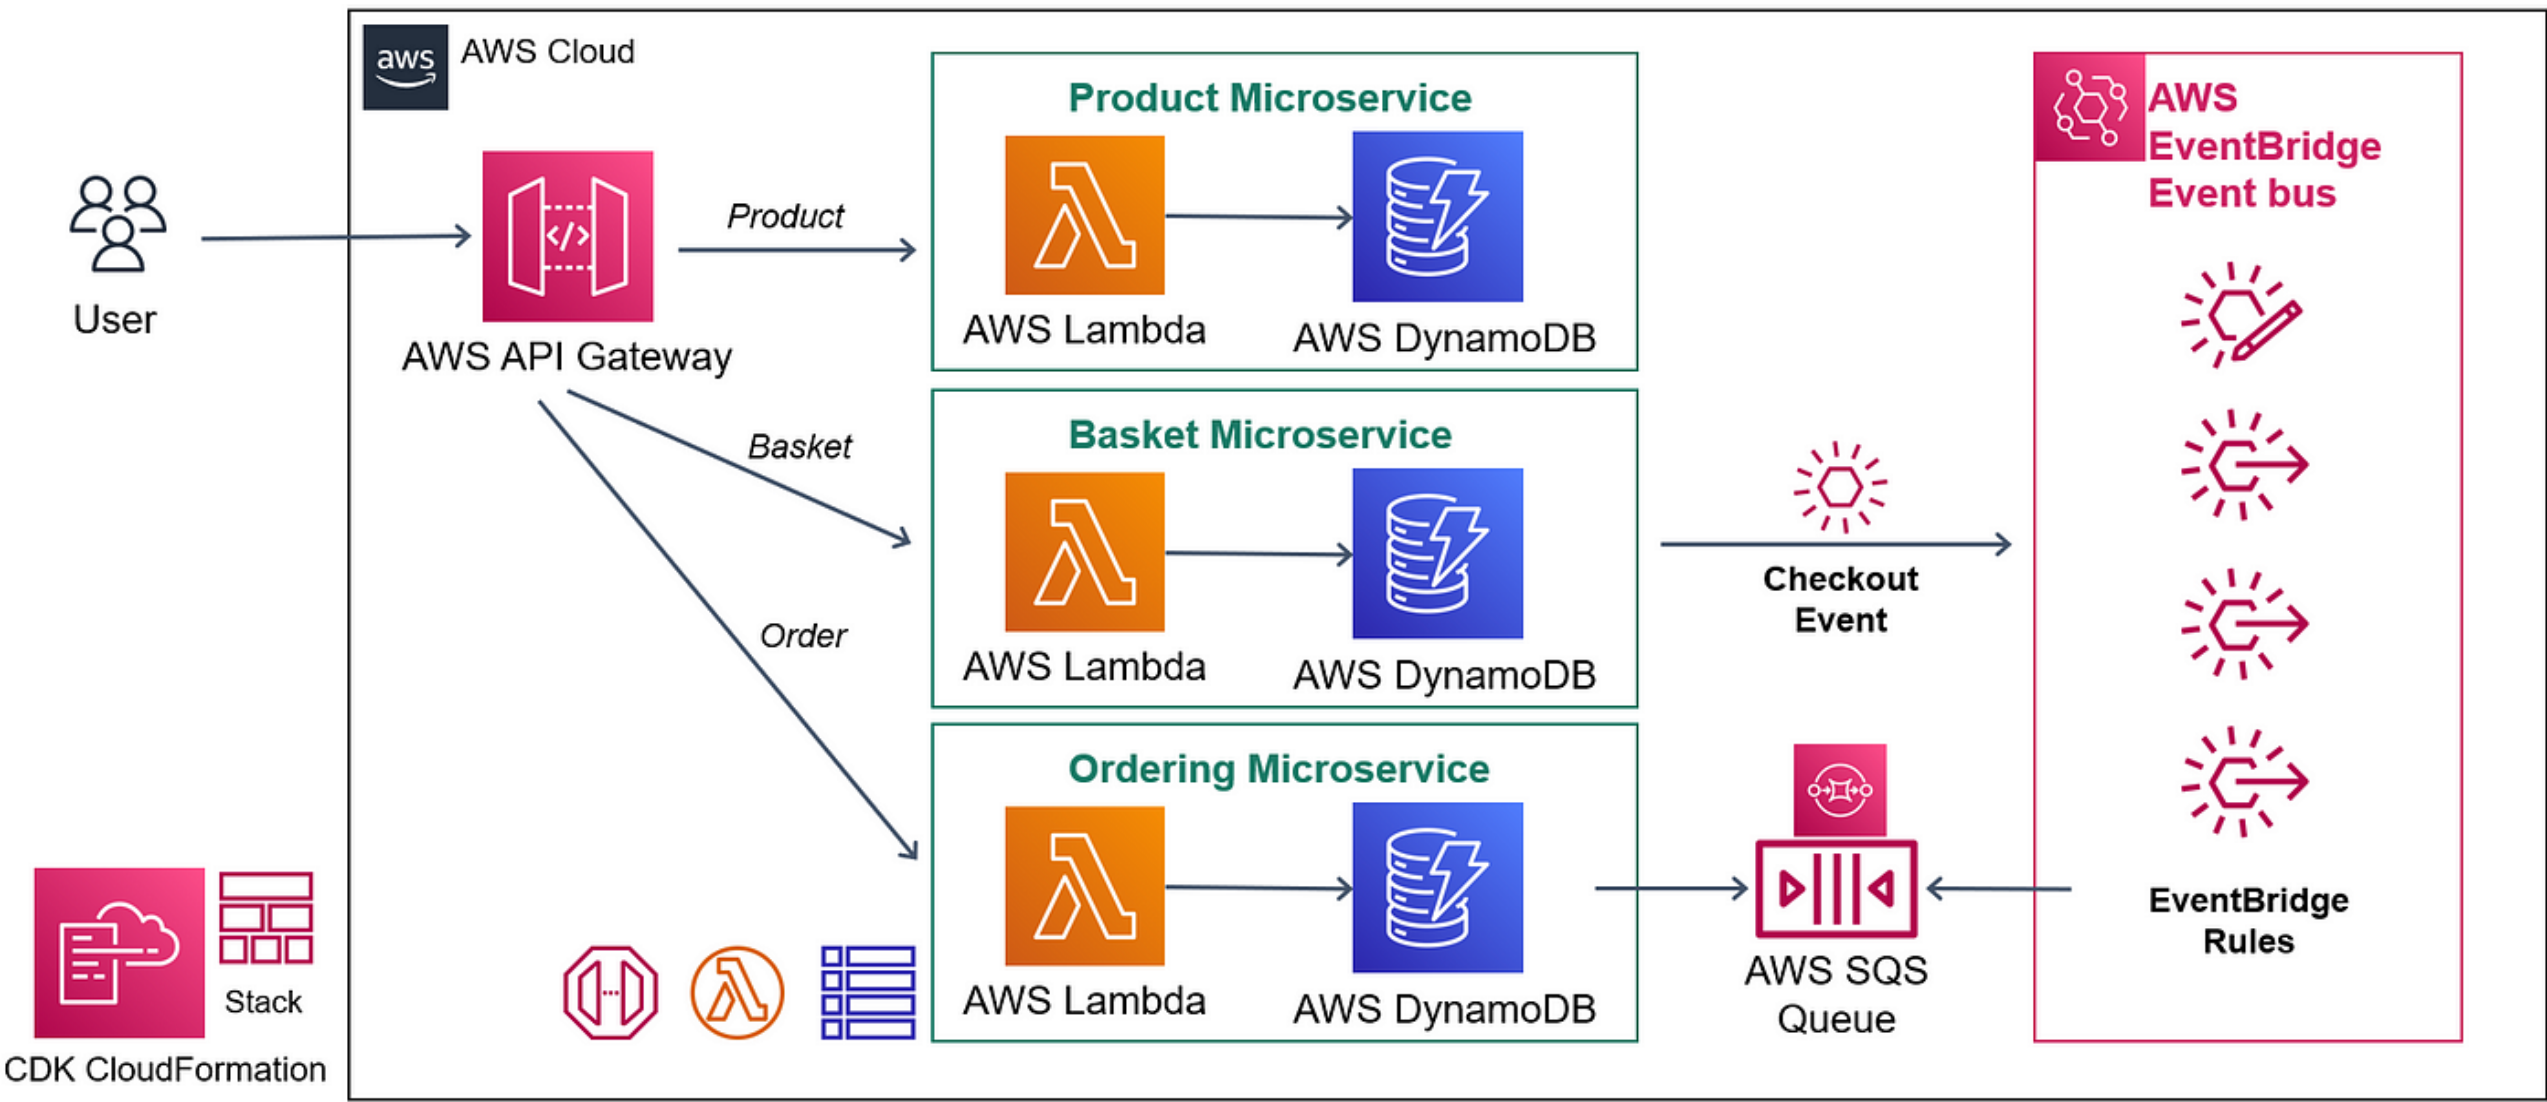 aws
AWS Cloud
User
AWS API Gateway
Product
Basket
Order
Product Microservice
AWS Lambda
AWS DynamoDB
Basket Microservice
AWS Lambda
AWS DynamoDB
Ordering Microservice
AWS Lambda
AWS DynamoDB
Checkout
Event
AWS SQS
Queue
AWS
EventBridge
Event bus
EventBridge
Rules
Stack
CDK CloudFormation